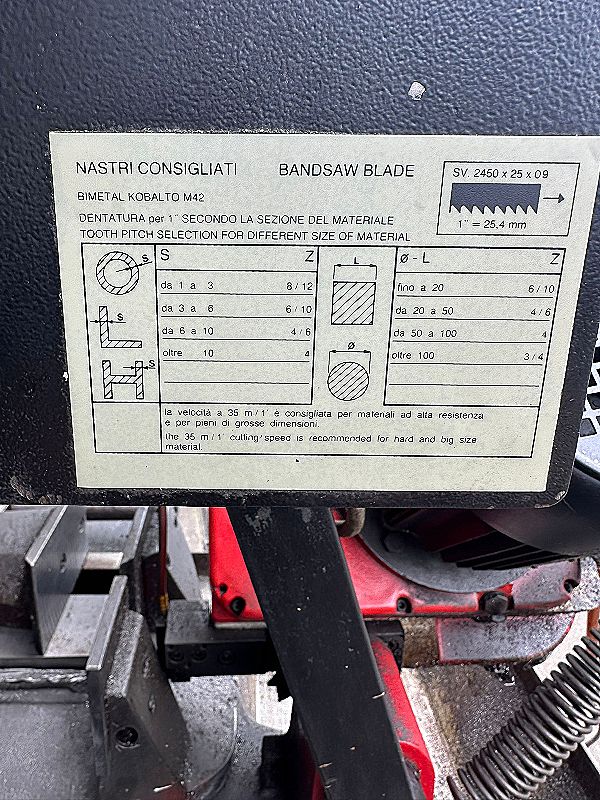 NASTRI CONSIGLIATI BANDSAW BLADE
SV. 2450 x 25 x 0 9
BIMETAL KOBALTO M42
1" = 25.4 mm
DENTATURA per 1" SECONDO LA SEZIONE DEL MATERIALE
TOOTH PITCH SELECTION FOR DIFFERENT SIZE OF MATERIAL
S Z L Ø - L Z
S da 1 a 3 8 / 12 fino a 20 6 / 10
S da 3 a 6 6 / 10 da 20 a 50 4 / 6
da 6 a 10 4 / 6 Ø da 50 a 100 4
S oltre 10 4 oltre 100 3 / 4
la velocità a 35 m / 1' è consigliata per materiali ad alta resistenza
e per pieni di grosse dimensioni.
the 35 m / 1' cutting speed is recommended for hard and big size
material.